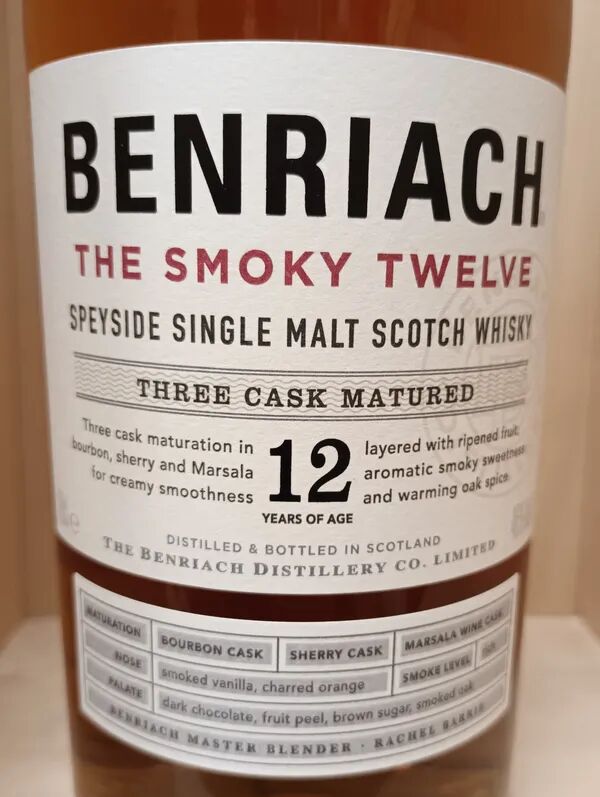 BENRIACH
THE SMOKY TWELVE
SPEYSIDE SINGLE MALT SCOTCH WHISKY
THREE CASK MATURED
Three cask maturation in
bourbon, sherry and Marsala
for creamy smoothness
12
YEARS OF AGE
layered with ripened fruit,
aromatic smoky sweetness
and warming oak spice
DISTILLED & BOTTLED IN SCOTLAND
THE BENRIACH DISTILLERY CO. LIMITED
MATURATION BOURBON CASK SHERRY CASK MARSALA WINE CASK
NOSE smoked vanilla, charred orange SMOKE LEVEL rich
PALATE dark chocolate, fruit peel, brown sugar, smoked oak
BENRIACH MASTER BLENDER · RACHEL BARRIE